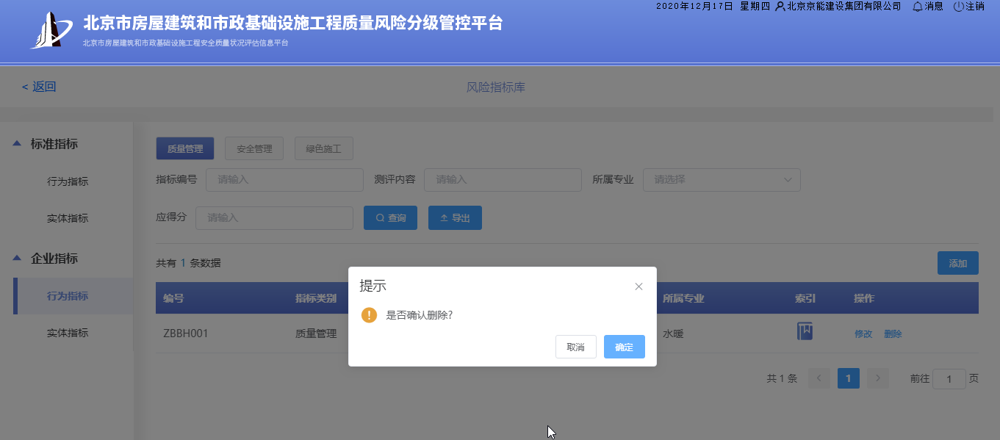 2020年12月17日 星期四 北京京能建设集团有限公司 消息 注销
北京市房屋建筑和市政基础设施工程质量风险分级管控平台
北京市房屋建筑和市政基础设施工程安全质量状况评估信息平台
< 返回
风险指标库
标准指标
行为指标
实体指标
企业指标
行为指标
实体指标
质量管理 安全管理 绿色施工
指标编号 请输入 测评内容 请输入 所属专业 请选择
应得分 请输入 查询 导出
共有 1 条数据 添加
编号 指标类别 所属专业 索引 操作
ZBBH001 质量管理 水暖 修改 删除
提示
是否确认删除?
取消 确定
共 1 条 < 1 > 前往 1 页